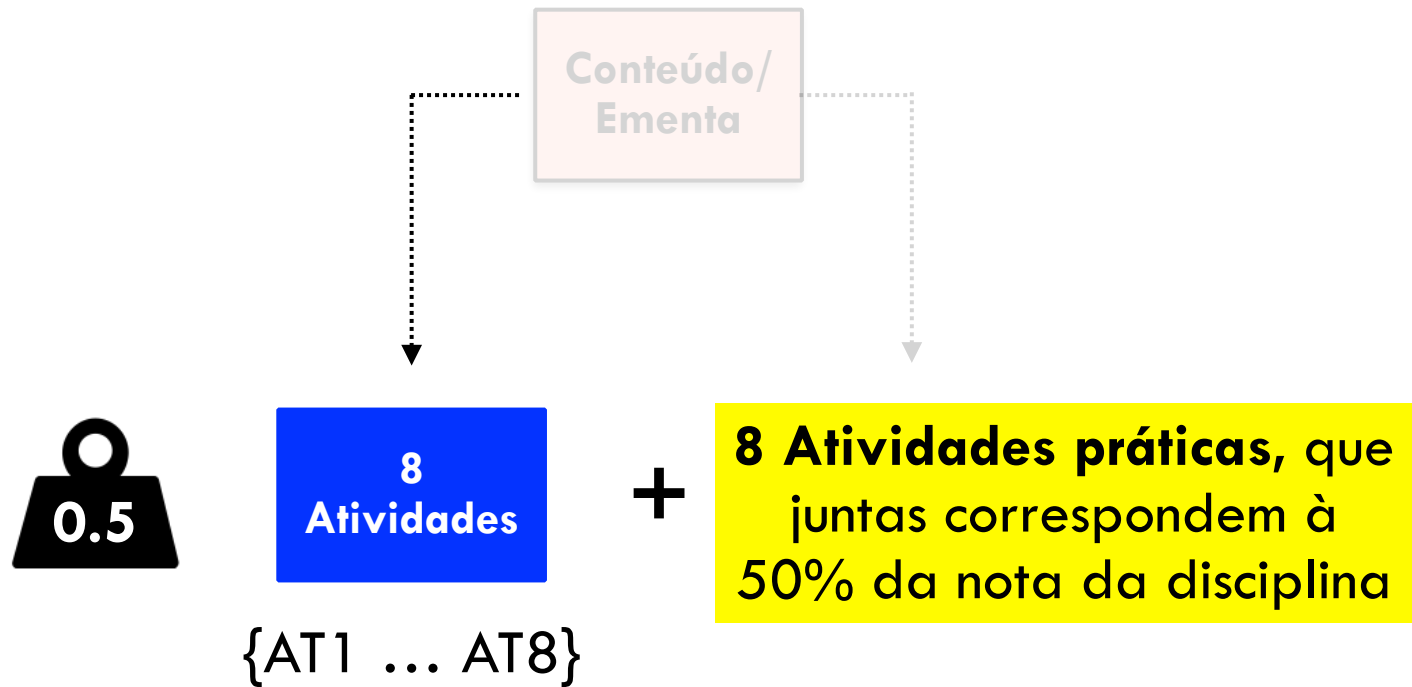 Conteúdo/
Ementa
0.5
8
Atividades
+
8 Atividades práticas, que
juntas correspondem à
50% da nota da disciplina
{AT1 ... AT8}